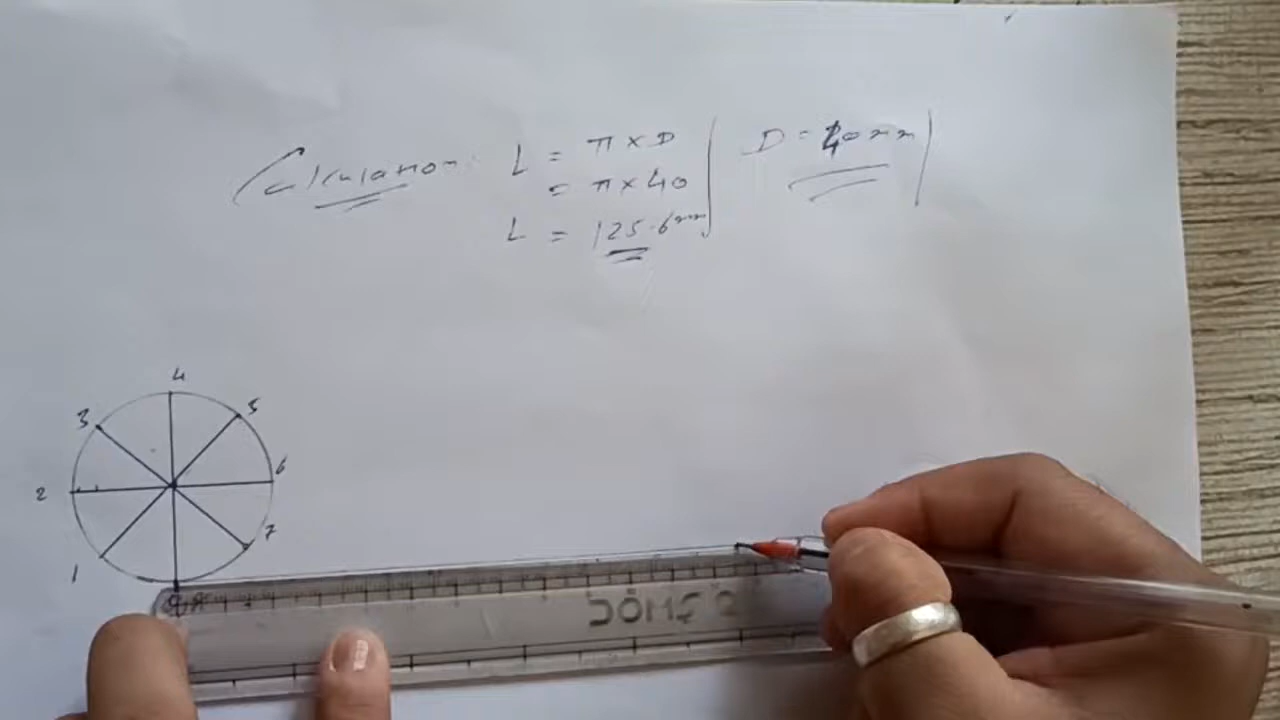 Calculation: L = π x D
= π x 40
L = 125.6mm
D = 40mm
4
3
5
2
6
1
7
DOMS